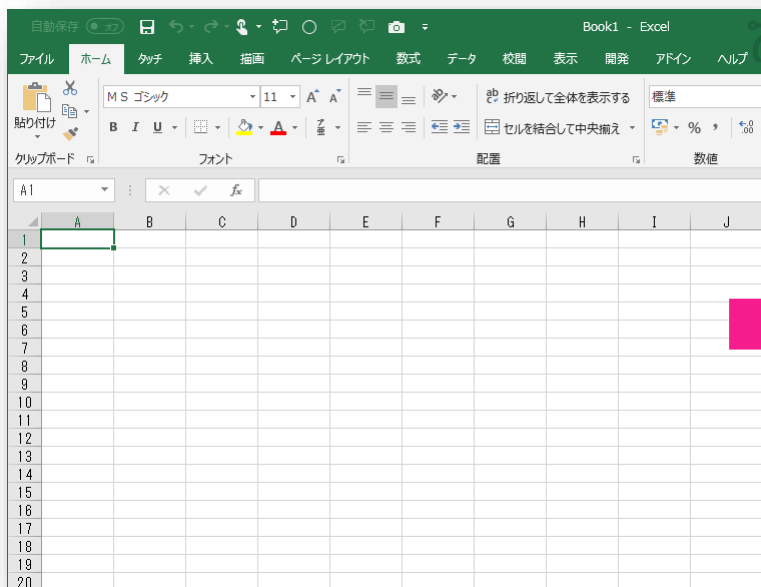 自動保存 オフ Book1 - Excel
ファイル ホーム タッチ 挿入 描画 ページ レイアウト 数式 データ 校閲 表示 開発 アドイン ヘルプ
ＭＳ ゴシック 11 A A ab 折り返して全体を表示する 標準
貼り付け B I U A ア亜 セルを結合して中央揃え % , .0 .00
クリップボード フォント 配置 数値
A1 fx
A B C D E F G H I J
1
2
3
4
5
6
7
8
9
10
11
12
13
14
15
16
17
18
19
20